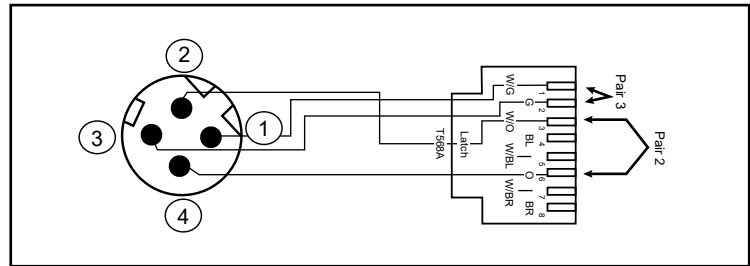 2
1
3
4
T568A
Latch
W/G
G
W/O
BL
W/BL
O
W/BR
BR
1
2
3
4
5
6
7
8
Pair 3
Pair 2